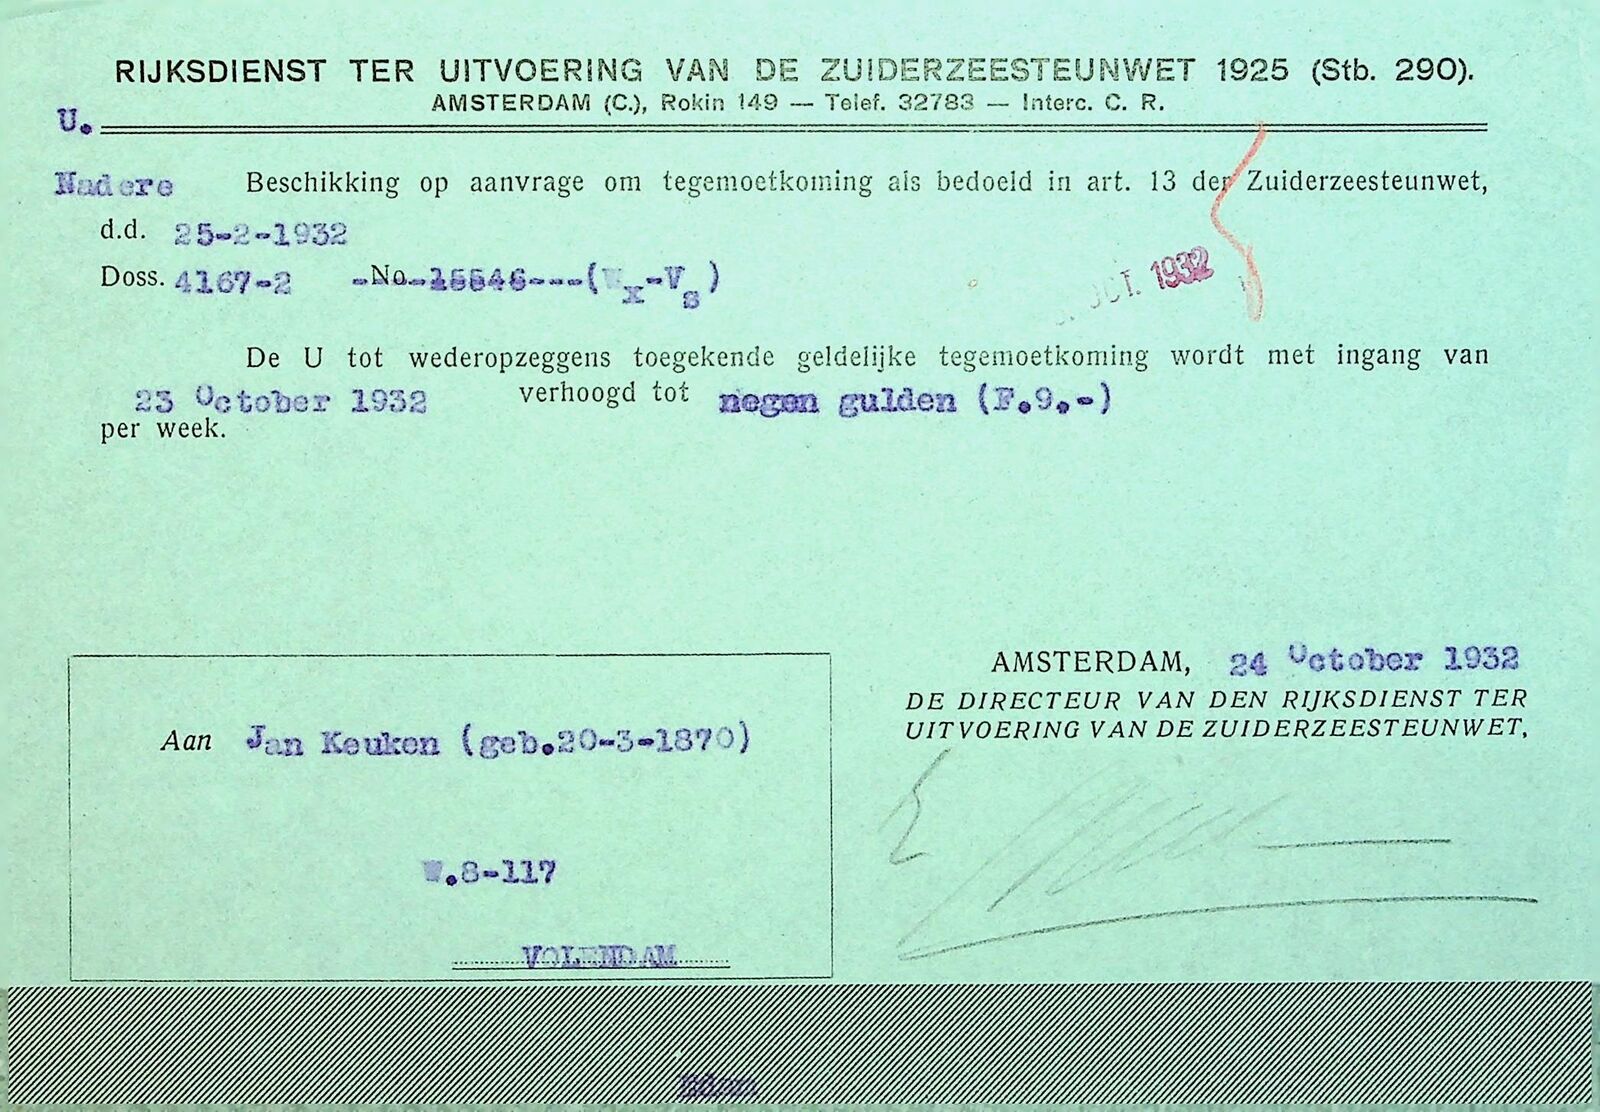 RIJKSDIENST TER UITVOERING VAN DE ZUIDERZEESTEUNWET 1925 (Stb. 290).
AMSTERDAM (C.), Rokin 149 — Telef. 32783 — Interc. C. R.
U.
Nadere Beschikking op aanvrage om tegemoetkoming als bedoeld in art. 13 der Zuiderzeesteunwet,
d.d. 25-2-1932
Doss. 4167-2 -No-15546---(Wx-Vs)
OCT. 1932
De U tot wederopzeggens toegekende geldelijke tegemoetkoming wordt met ingang van
23 October 1932 verhoogd tot negen gulden (F.9.-)
per week.
AMSTERDAM, 24 October 1932
DE DIRECTEUR VAN DEN RIJKSDIENST TER
UITVOERING VAN DE ZUIDERZEESTEUNWET,
Aan Jan Keuken (geb.20-3-1870)
W.8-117
VOLENDAM
Edam